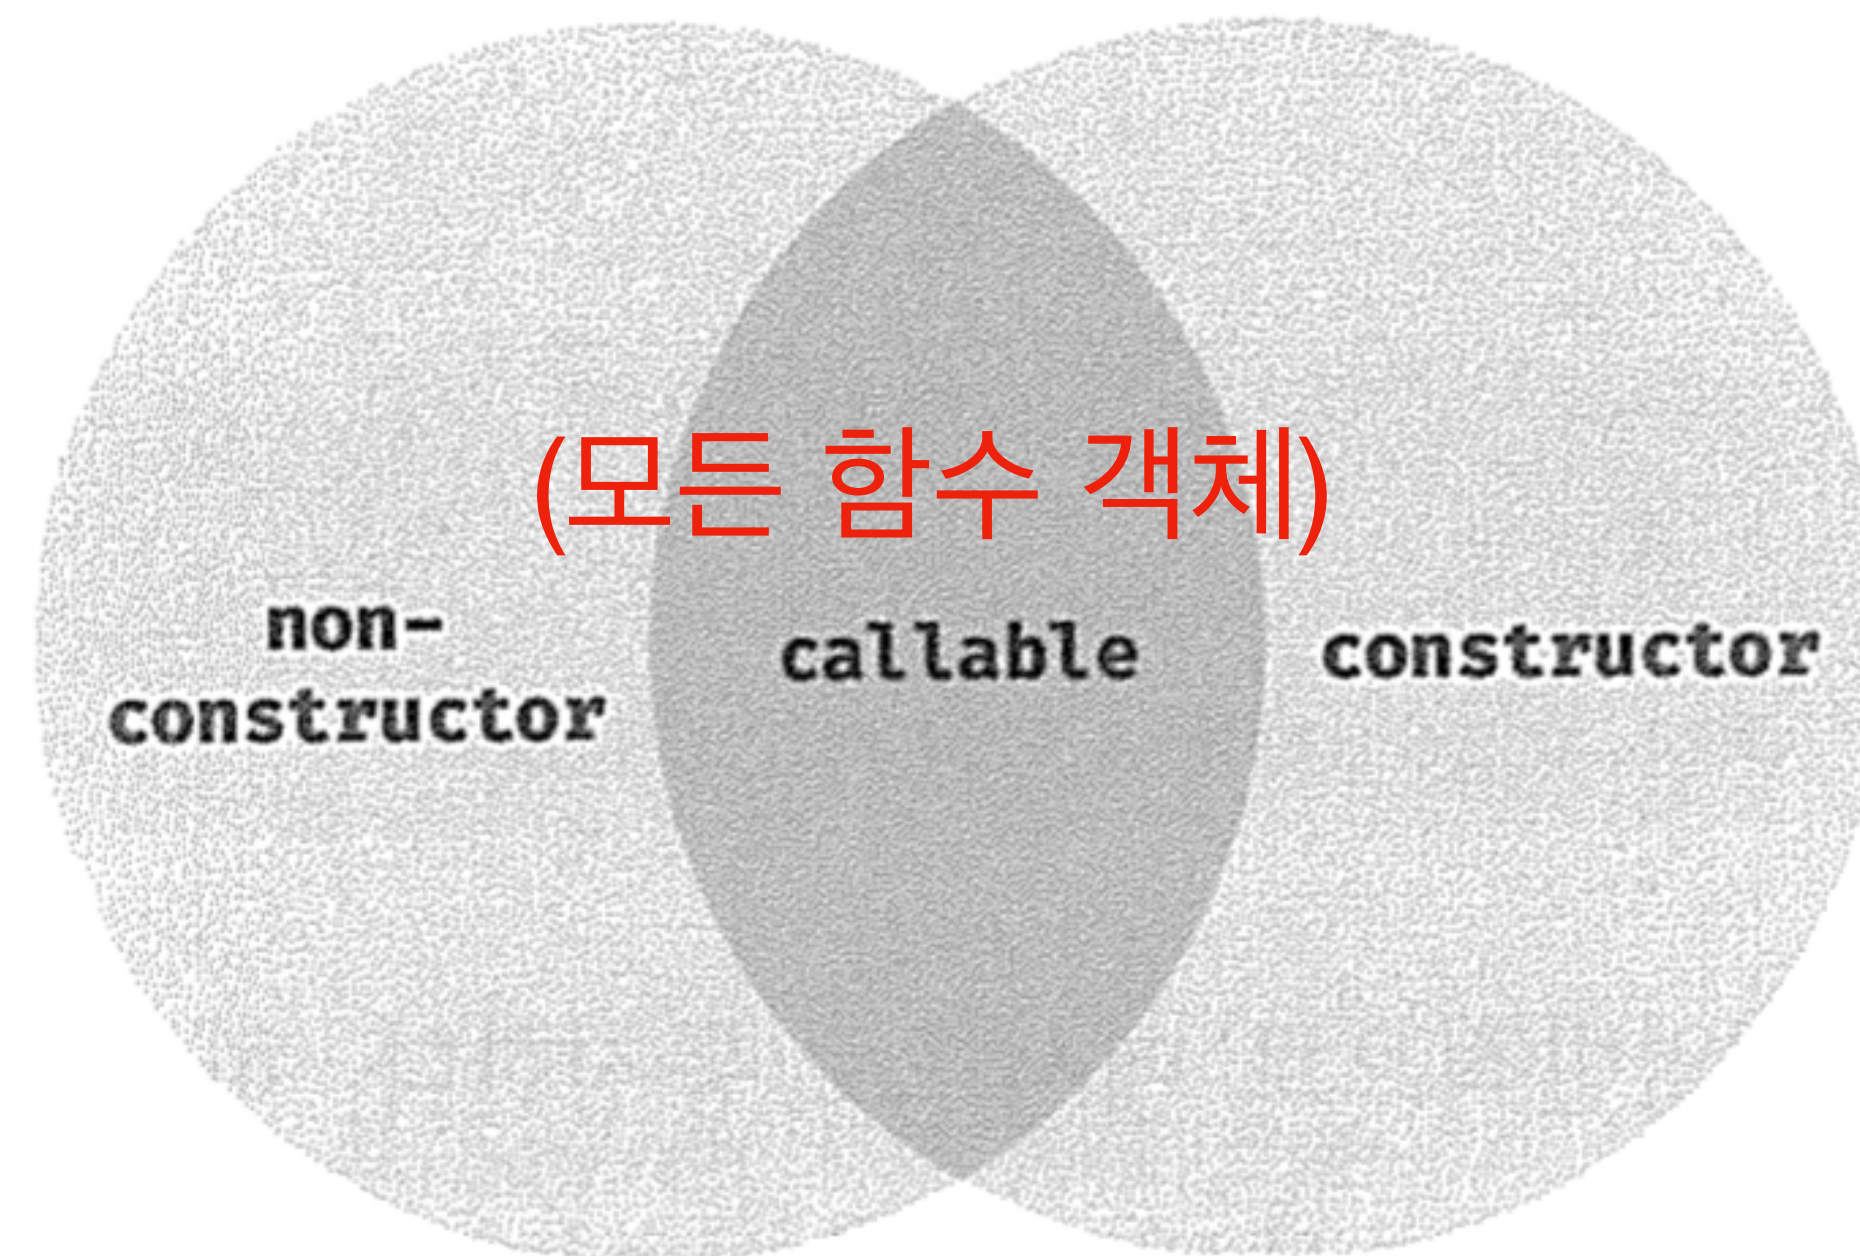 (모든 함수 객체)
non-
constructor
callable
constructor